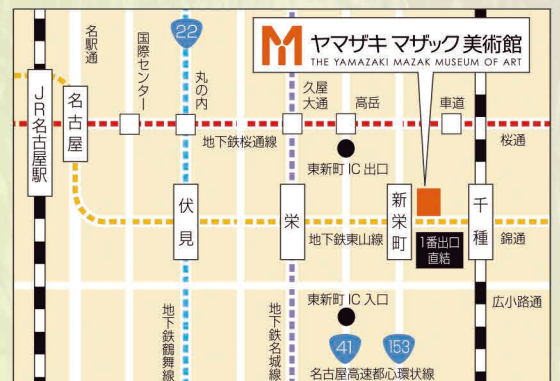 ヤマザキ マザック 美術館
THE YAMAZAKI MAZAK MUSEUM OF ART
名駅通
国際センター
22
丸の内
久屋
大通
高岳
車道
JR名古屋駅
名古屋
地下鉄桜通線
桜通
東新町 IC 出口
伏見
栄
新栄町
千種
地下鉄東山線
1番出口
直結
錦通
東新町 IC 入口
広小路通
地下鉄鶴舞線
地下鉄名城線
41
153
名古屋高速都心環状線